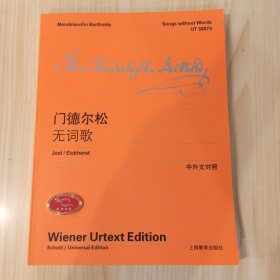 Mendelssohn Bartholdy
Songs without Words
UT 50073
门德尔松
无词歌
Jost / Eickhorst
中外文对照
Wiener Urtext Edition
Schott / Universal Edition
上海教育出版社